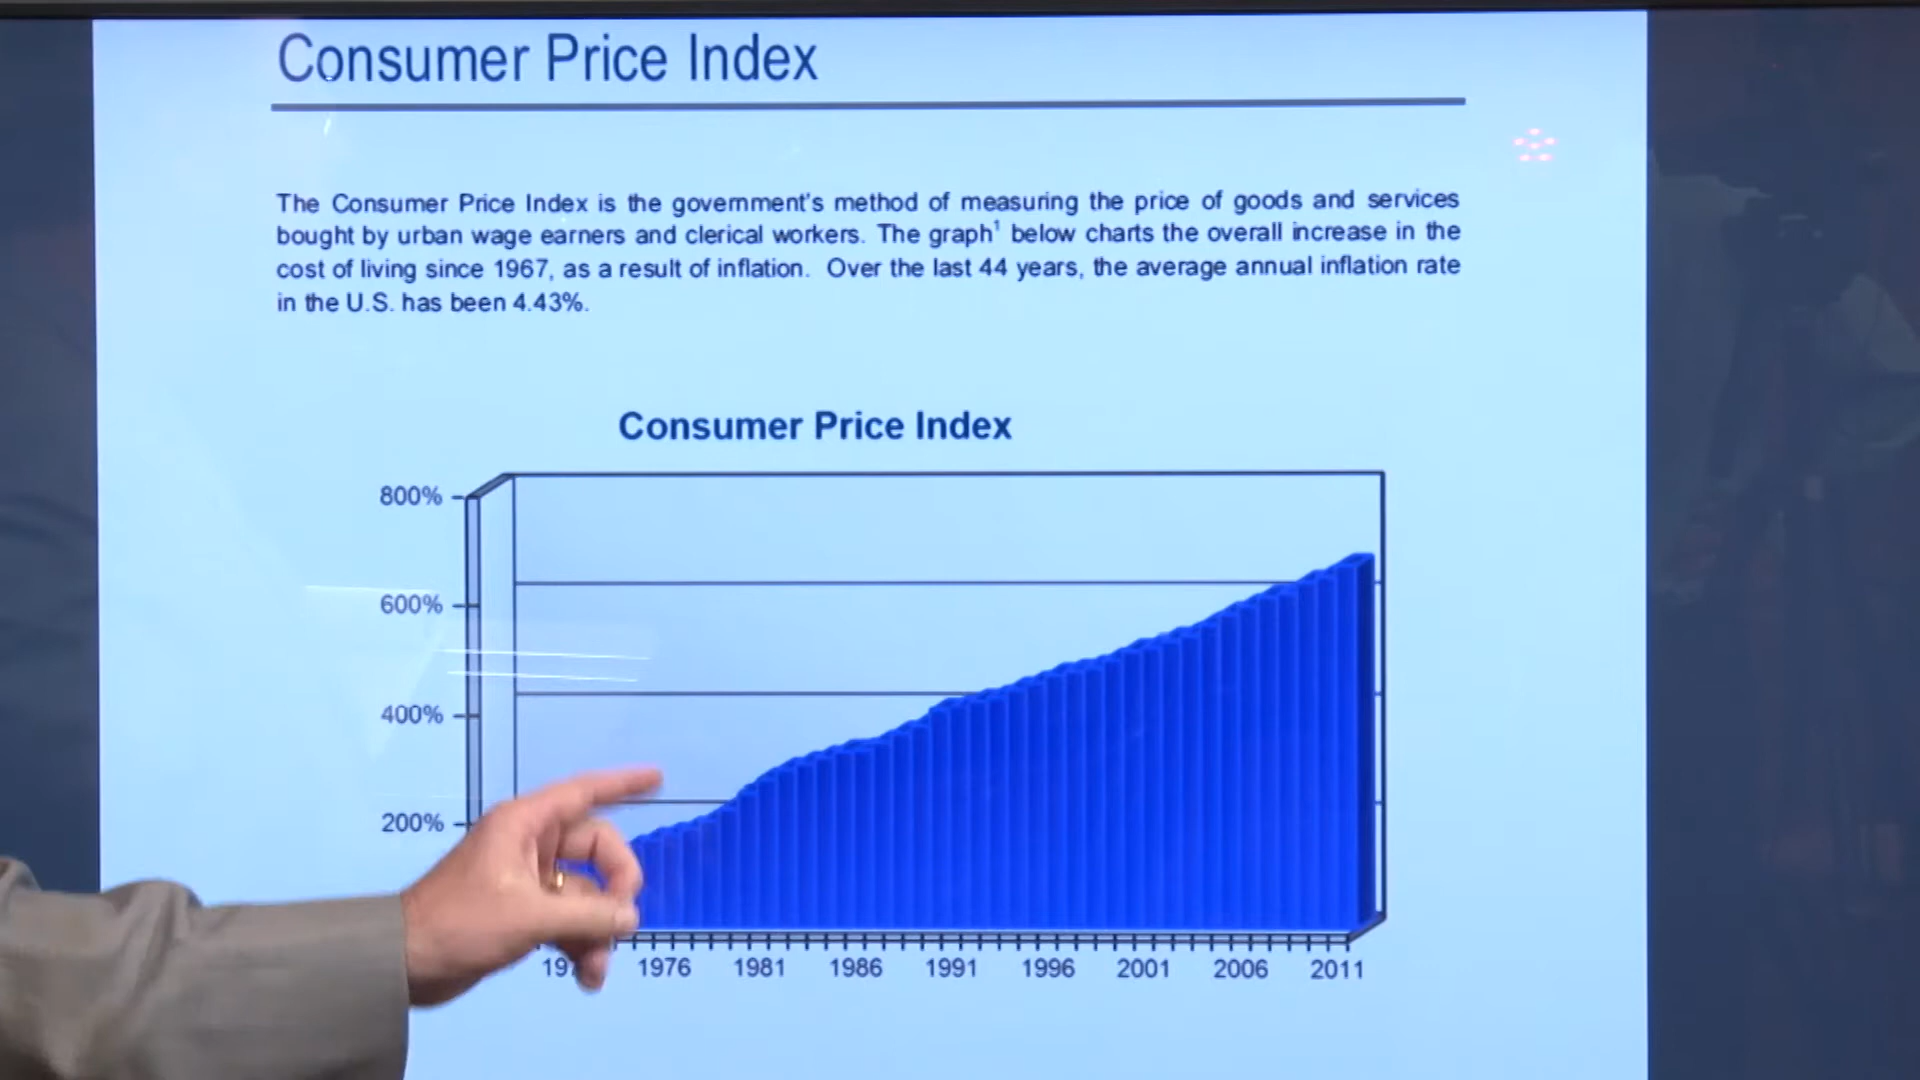 Consumer Price Index
The Consumer Price Index is the government's method of measuring the price of goods and services
bought by urban wage earners and clerical workers. The graph¹ below charts the overall increase in the
cost of living since 1967, as a result of inflation. Over the last 44 years, the average annual inflation rate
in the U.S. has been 4.43%.
Consumer Price Index
800%
600%
400%
200%
1976 1981 1986 1991 1996 2001 2006 2011